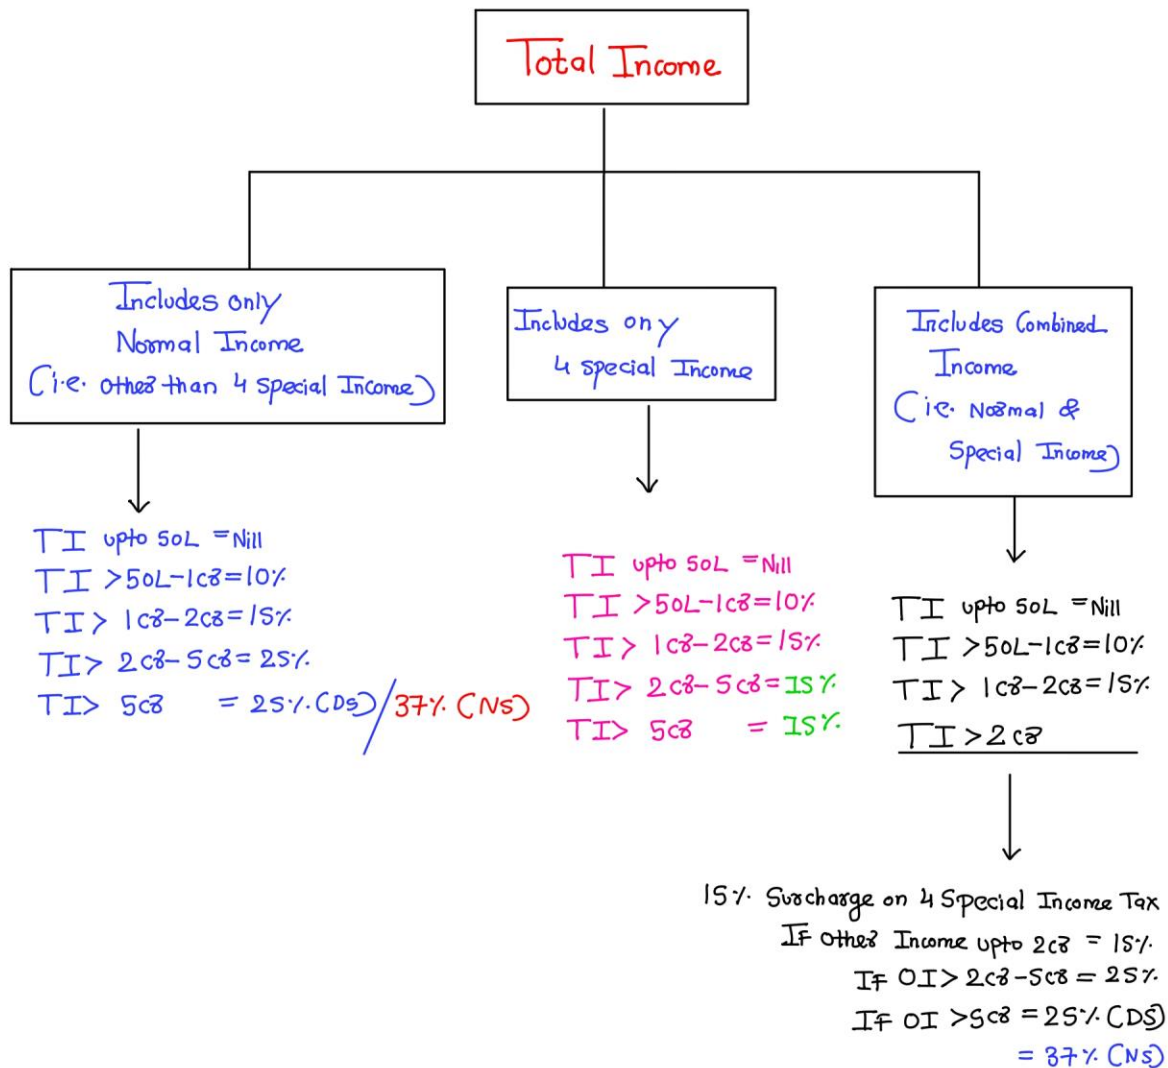 Total Income
Includes only
Normal Income
(i.e. other than 4 special Income)
TI upto 50L = Nill
TI >50L-1cr=10%
TI > 1cr-2cr=15%
TI> 2cr-5cr=25%
TI> 5cr = 25% (DS)/37% (NS)
Includes only
4 special Income
TI upto 50L = Nill
TI >50L-1cr=10%
TI > 1cr-2cr=15%
TI> 2cr-5cr=15%
TI> 5cr = 15%
Includes Combined
Income
(i.e. Normal &
Special Income)
TI upto 50L = Nill
TI >50L-1cr=10%
TI > 1cr-2cr=15%
TI >2cr
15% Surcharge on 4 Special Income Tax
If other Income upto 2cr = 15%
If OI> 2cr-5cr = 25%
If OI >5cr = 25% (DS)
= 37% (NS)